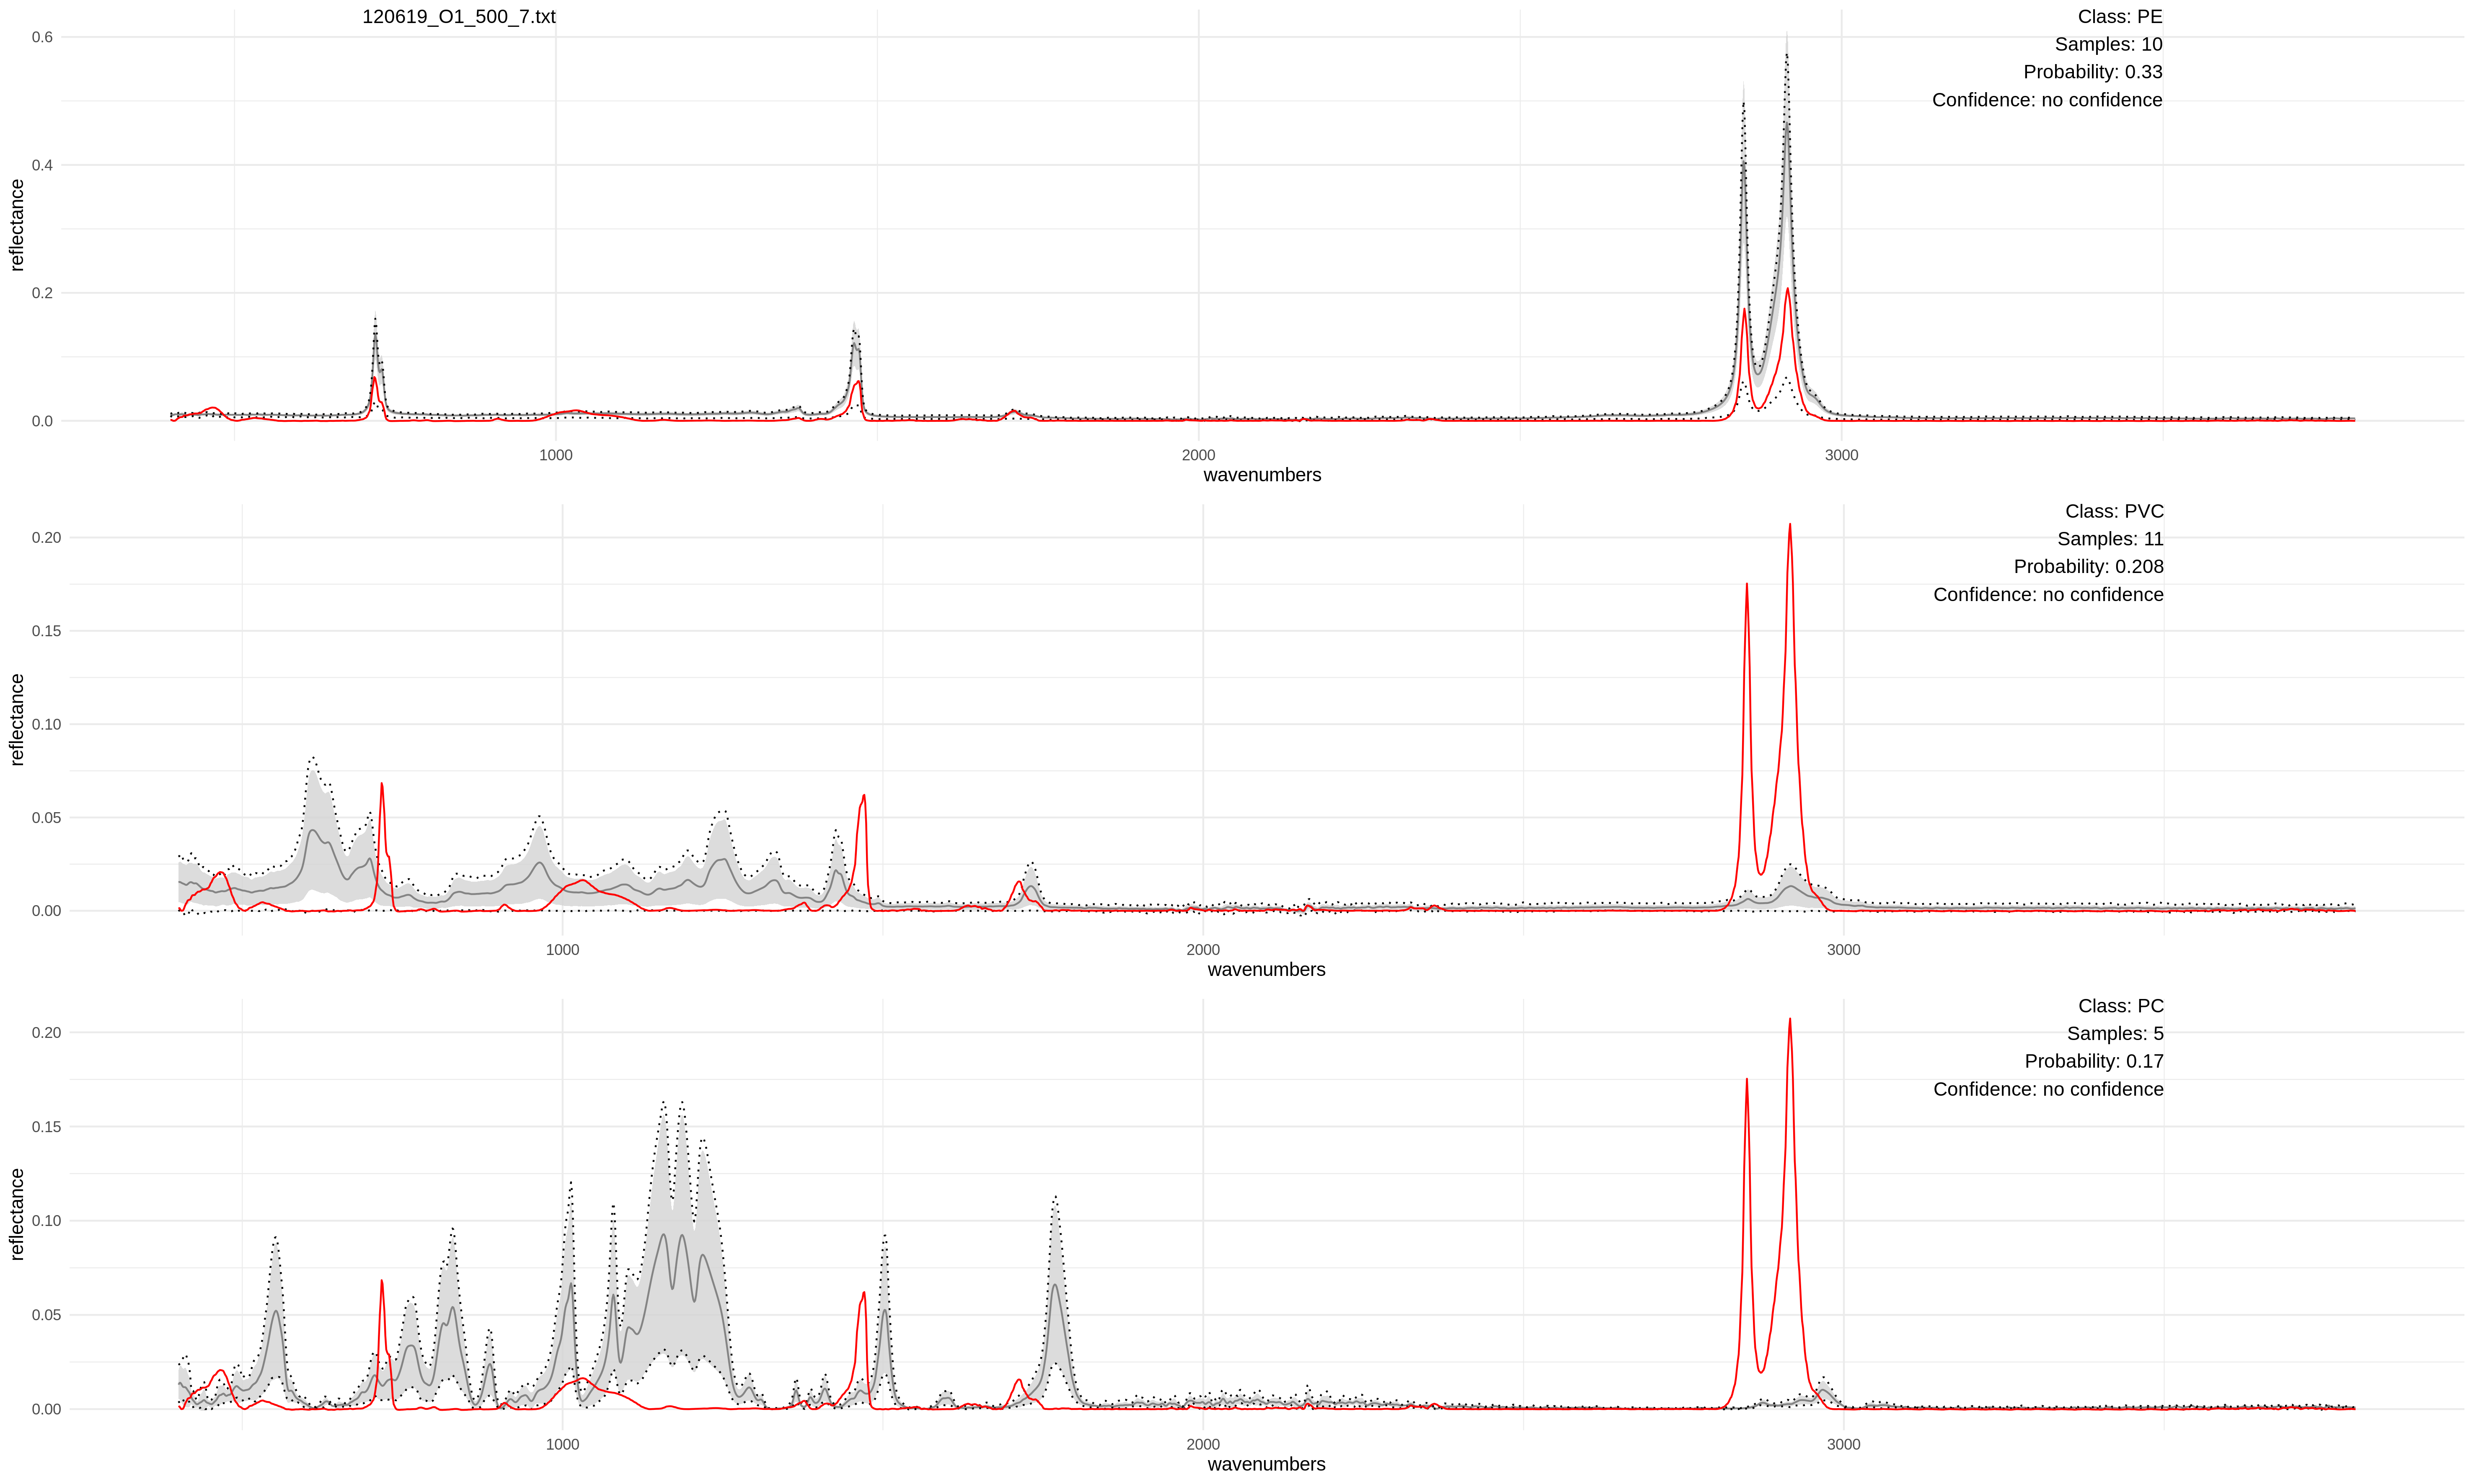 120619_O1_500_7.txt
Class: PE
Samples: 10
Probability: 0.33
Confidence: no confidence
reflectance
0.6
0.4
0.2
0.0
1000
2000
3000
wavenumbers
Class: PVC
Samples: 11
Probability: 0.208
Confidence: no confidence
reflectance
0.20
0.15
0.10
0.05
0.00
1000
2000
3000
wavenumbers
Class: PC
Samples: 5
Probability: 0.17
Confidence: no confidence
reflectance
0.20
0.15
0.10
0.05
0.00
1000
2000
3000
wavenumbers